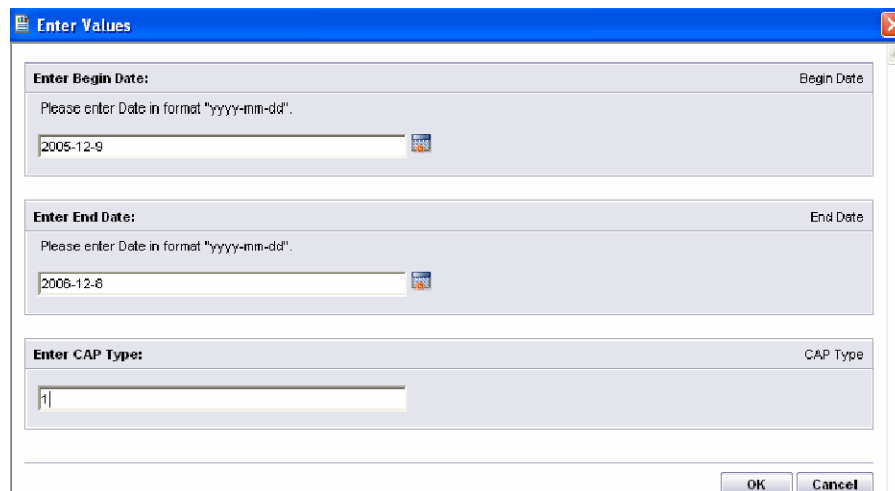 Enter Values
Enter Begin Date: Begin Date
Please enter Date in format "yyyy-mm-dd".
2005-12-9
Enter End Date: End Date
Please enter Date in format "yyyy-mm-dd".
2006-12-6
Enter CAP Type: CAP Type
1
OK Cancel